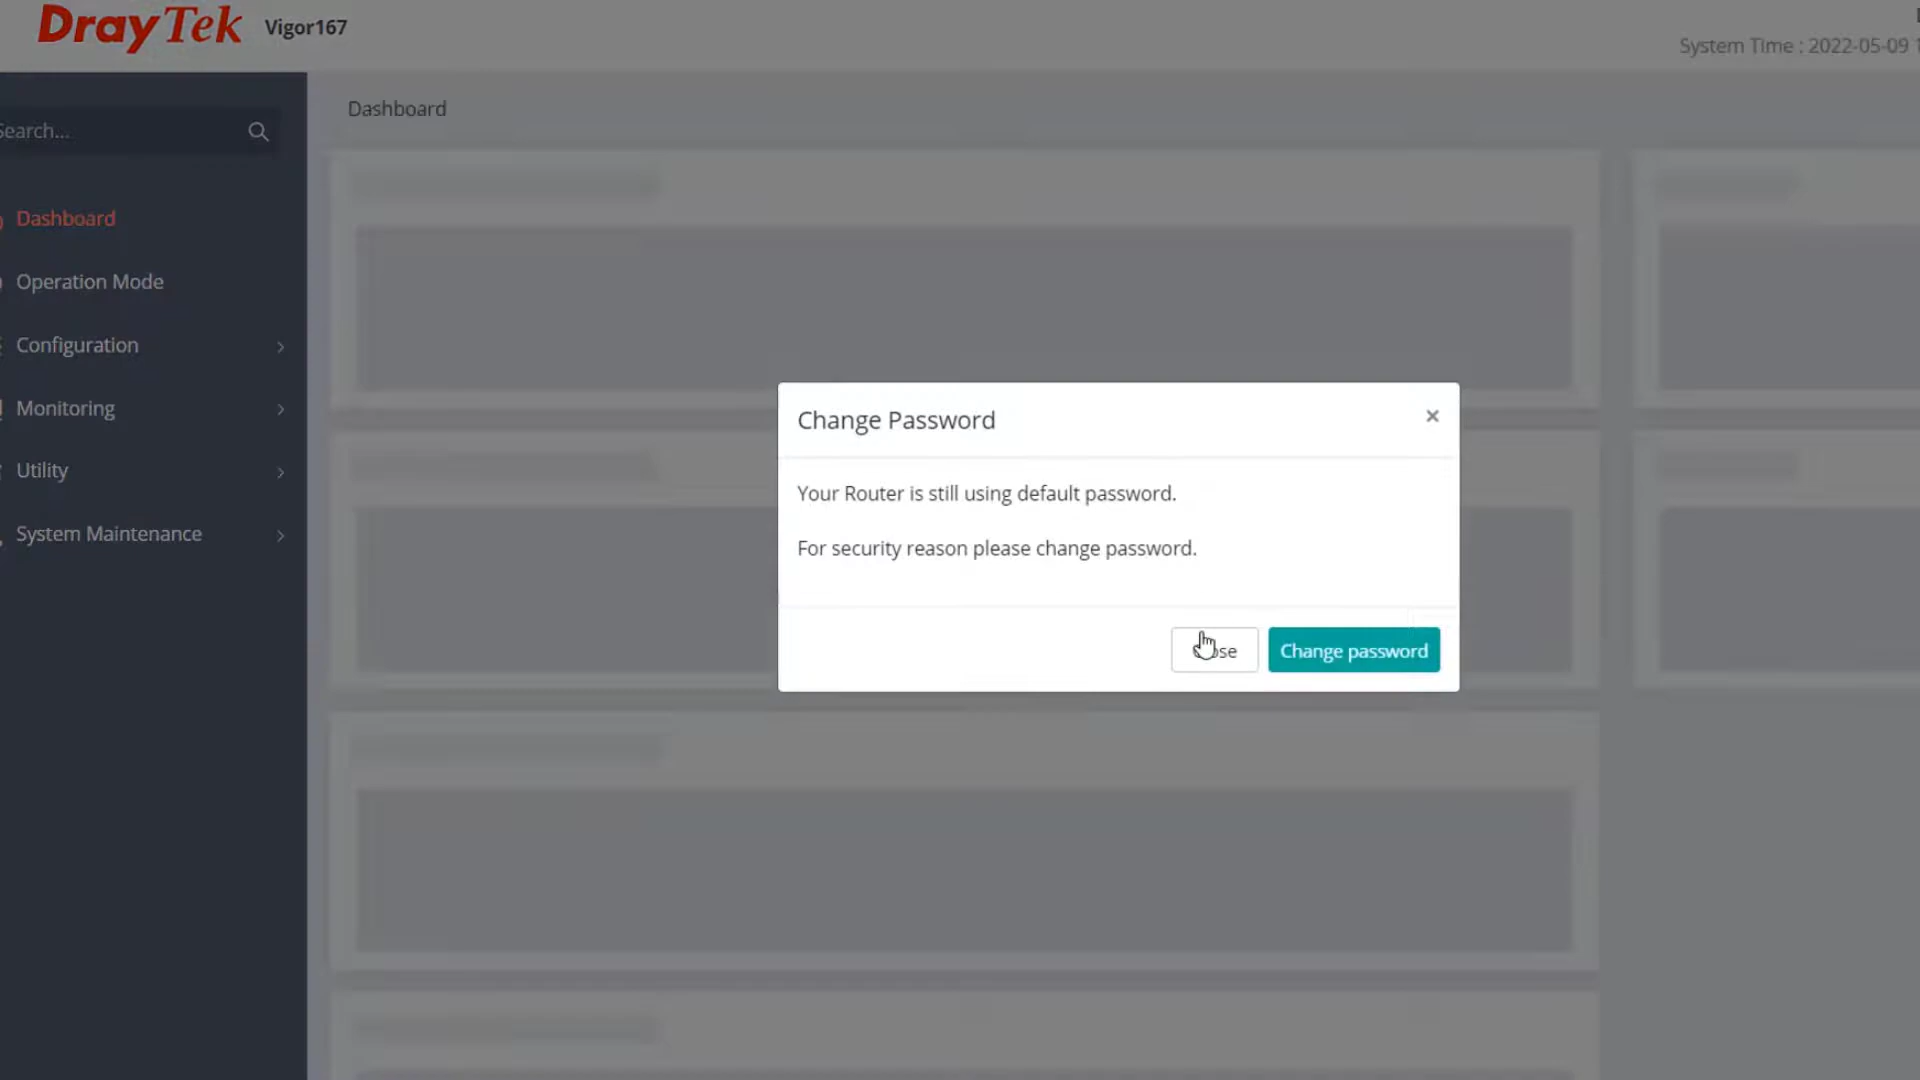 DrayTek Vigor167
System Time : 2022-05-09
Search...
Dashboard
Dashboard
Operation Mode
Configuration
Monitoring
Utility
System Maintenance
Change Password
×
Your Router is still using default password.
For security reason please change password.
Change password